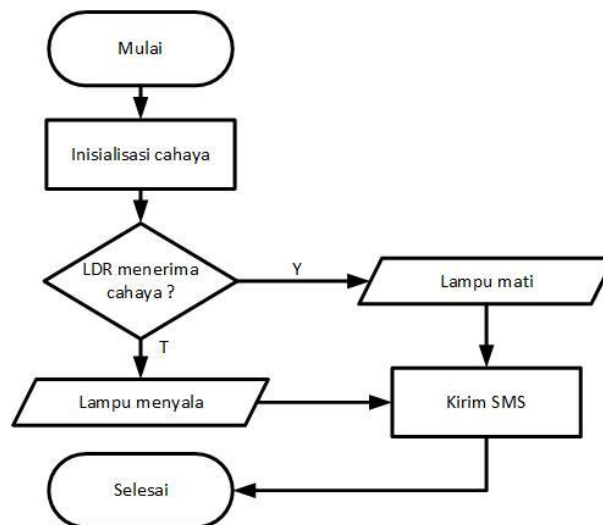 Mulai
Inisialisasi cahaya
LDR menerima
cahaya ?
Y
Lampu mati
T
Lampu menyala
Kirim SMS
Selesai